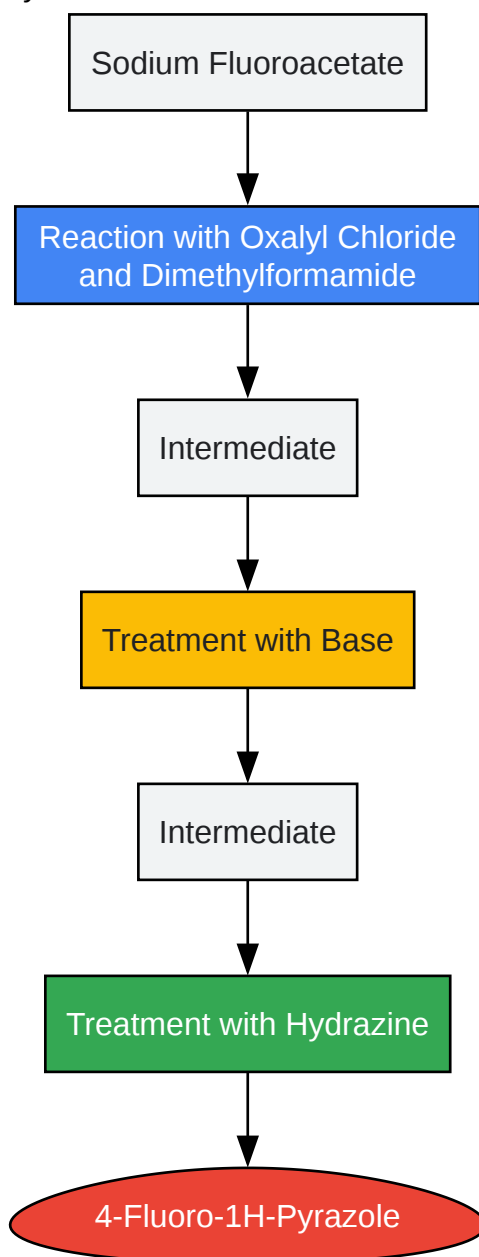 Sodium Fluoroacetate
Reaction with Oxalyl Chloride
and Dimethylformamide
Intermediate
Treatment with Base
Intermediate
Treatment with Hydrazine
4-Fluoro-1H-Pyrazole